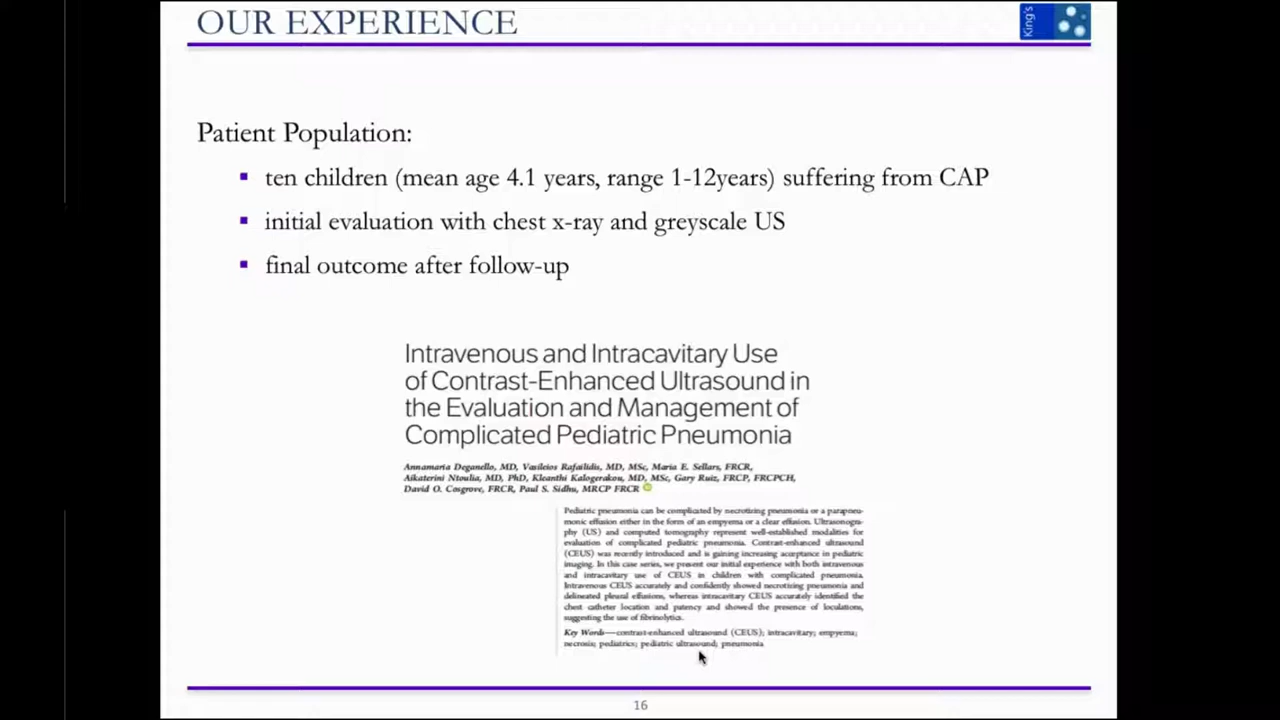 OUR EXPERIENCE
King's
Patient Population:
▪ ten children (mean age 4.1 years, range 1-12years) suffering from CAP
▪ initial evaluation with chest x-ray and greyscale US
▪ final outcome after follow-up
Intravenous and Intracavitary Use
of Contrast-Enhanced Ultrasound in
the Evaluation and Management of
Complicated Pediatric Pneumonia
Annamaria Deganello, MD, Vasileios Rafailidis, MD, MSc, Maria E. Sellars, FRCR,
Aikaterini Ntoulia, MD, PhD, Kleanthi Kalogerakou, MD, MSc, Gary Ruiz, FRCP, FRCPCH,
David O. Cosgrove, FRCR, Paul S. Sidhu, MRCP FRCR
Pediatric pneumonia can be complicated by necrotizing pneumonia or a parapneu-
monic effusion either in the form of an empyema or a clear effusion. Ultrasonogra-
phy (US) and computed tomography represent well-established modalities for
evaluation of complicated pediatric pneumonia. Contrast-enhanced ultrasound
(CEUS) was recently introduced and is gaining increasing acceptance in pediatric
imaging. In this case series, we present our initial experience with both intravenous
and intracavitary use of CEUS in children with complicated pneumonia.
Intravenous CEUS accurately and confidently showed necrotizing pneumonia and
delineated pleural effusions, whereas intracavitary CEUS accurately identified the
chest catheter location and patency and showed the presence of loculations,
suggesting the use of fibrinolytics.
Key Words—contrast-enhanced ultrasound (CEUS); intracavitary; empyema;
necrosis; pediatrics; pediatric ultrasound; pneumonia
16